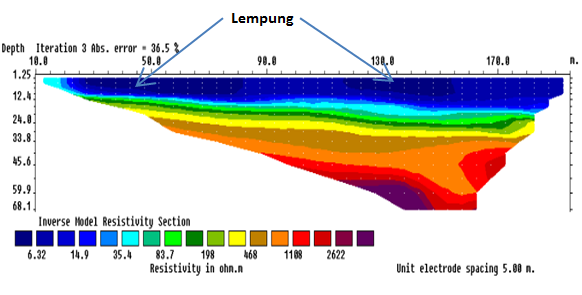 Lempung
Depth Iteration 3 Abs. error = 36.5 %
10.0 50.0 90.0 130.0 170.0 m.
1.25
12.4
24.0
33.8
45.6
59.9
68.1
Inverse Model Resistivity Section
6.32 14.9 35.4 83.7 198 468 1108 2622
Resistivity in ohm.m Unit electrode spacing 5.00 m.